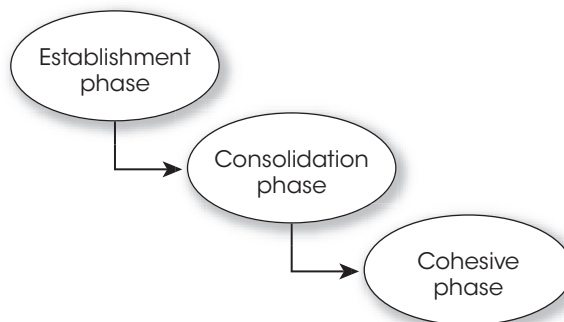 Establishment
phase
Consolidation
phase
Cohesive
phase